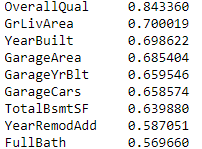 OverallQual 0.843360
GrLivArea 0.700019
YearBuilt 0.698622
GarageArea 0.685404
GarageYrBlt 0.659546
GarageCars 0.658574
TotalBsmtSF 0.639880
YearRemodAdd 0.587051
FullBath 0.569660